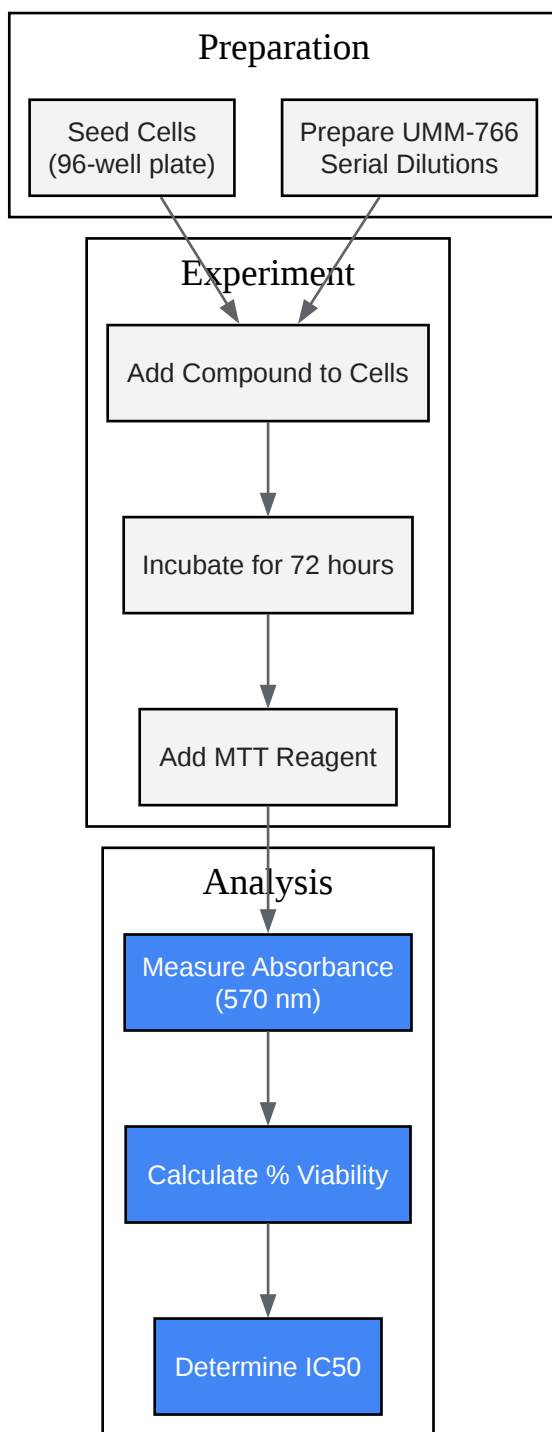 Preparation
Seed Cells
(96-well plate)
Prepare UMM-766
Serial Dilutions
Experiment
Add Compound to Cells
Incubate for 72 hours
Add MTT Reagent
Analysis
Measure Absorbance
(570 nm)
Calculate % Viability
Determine IC50